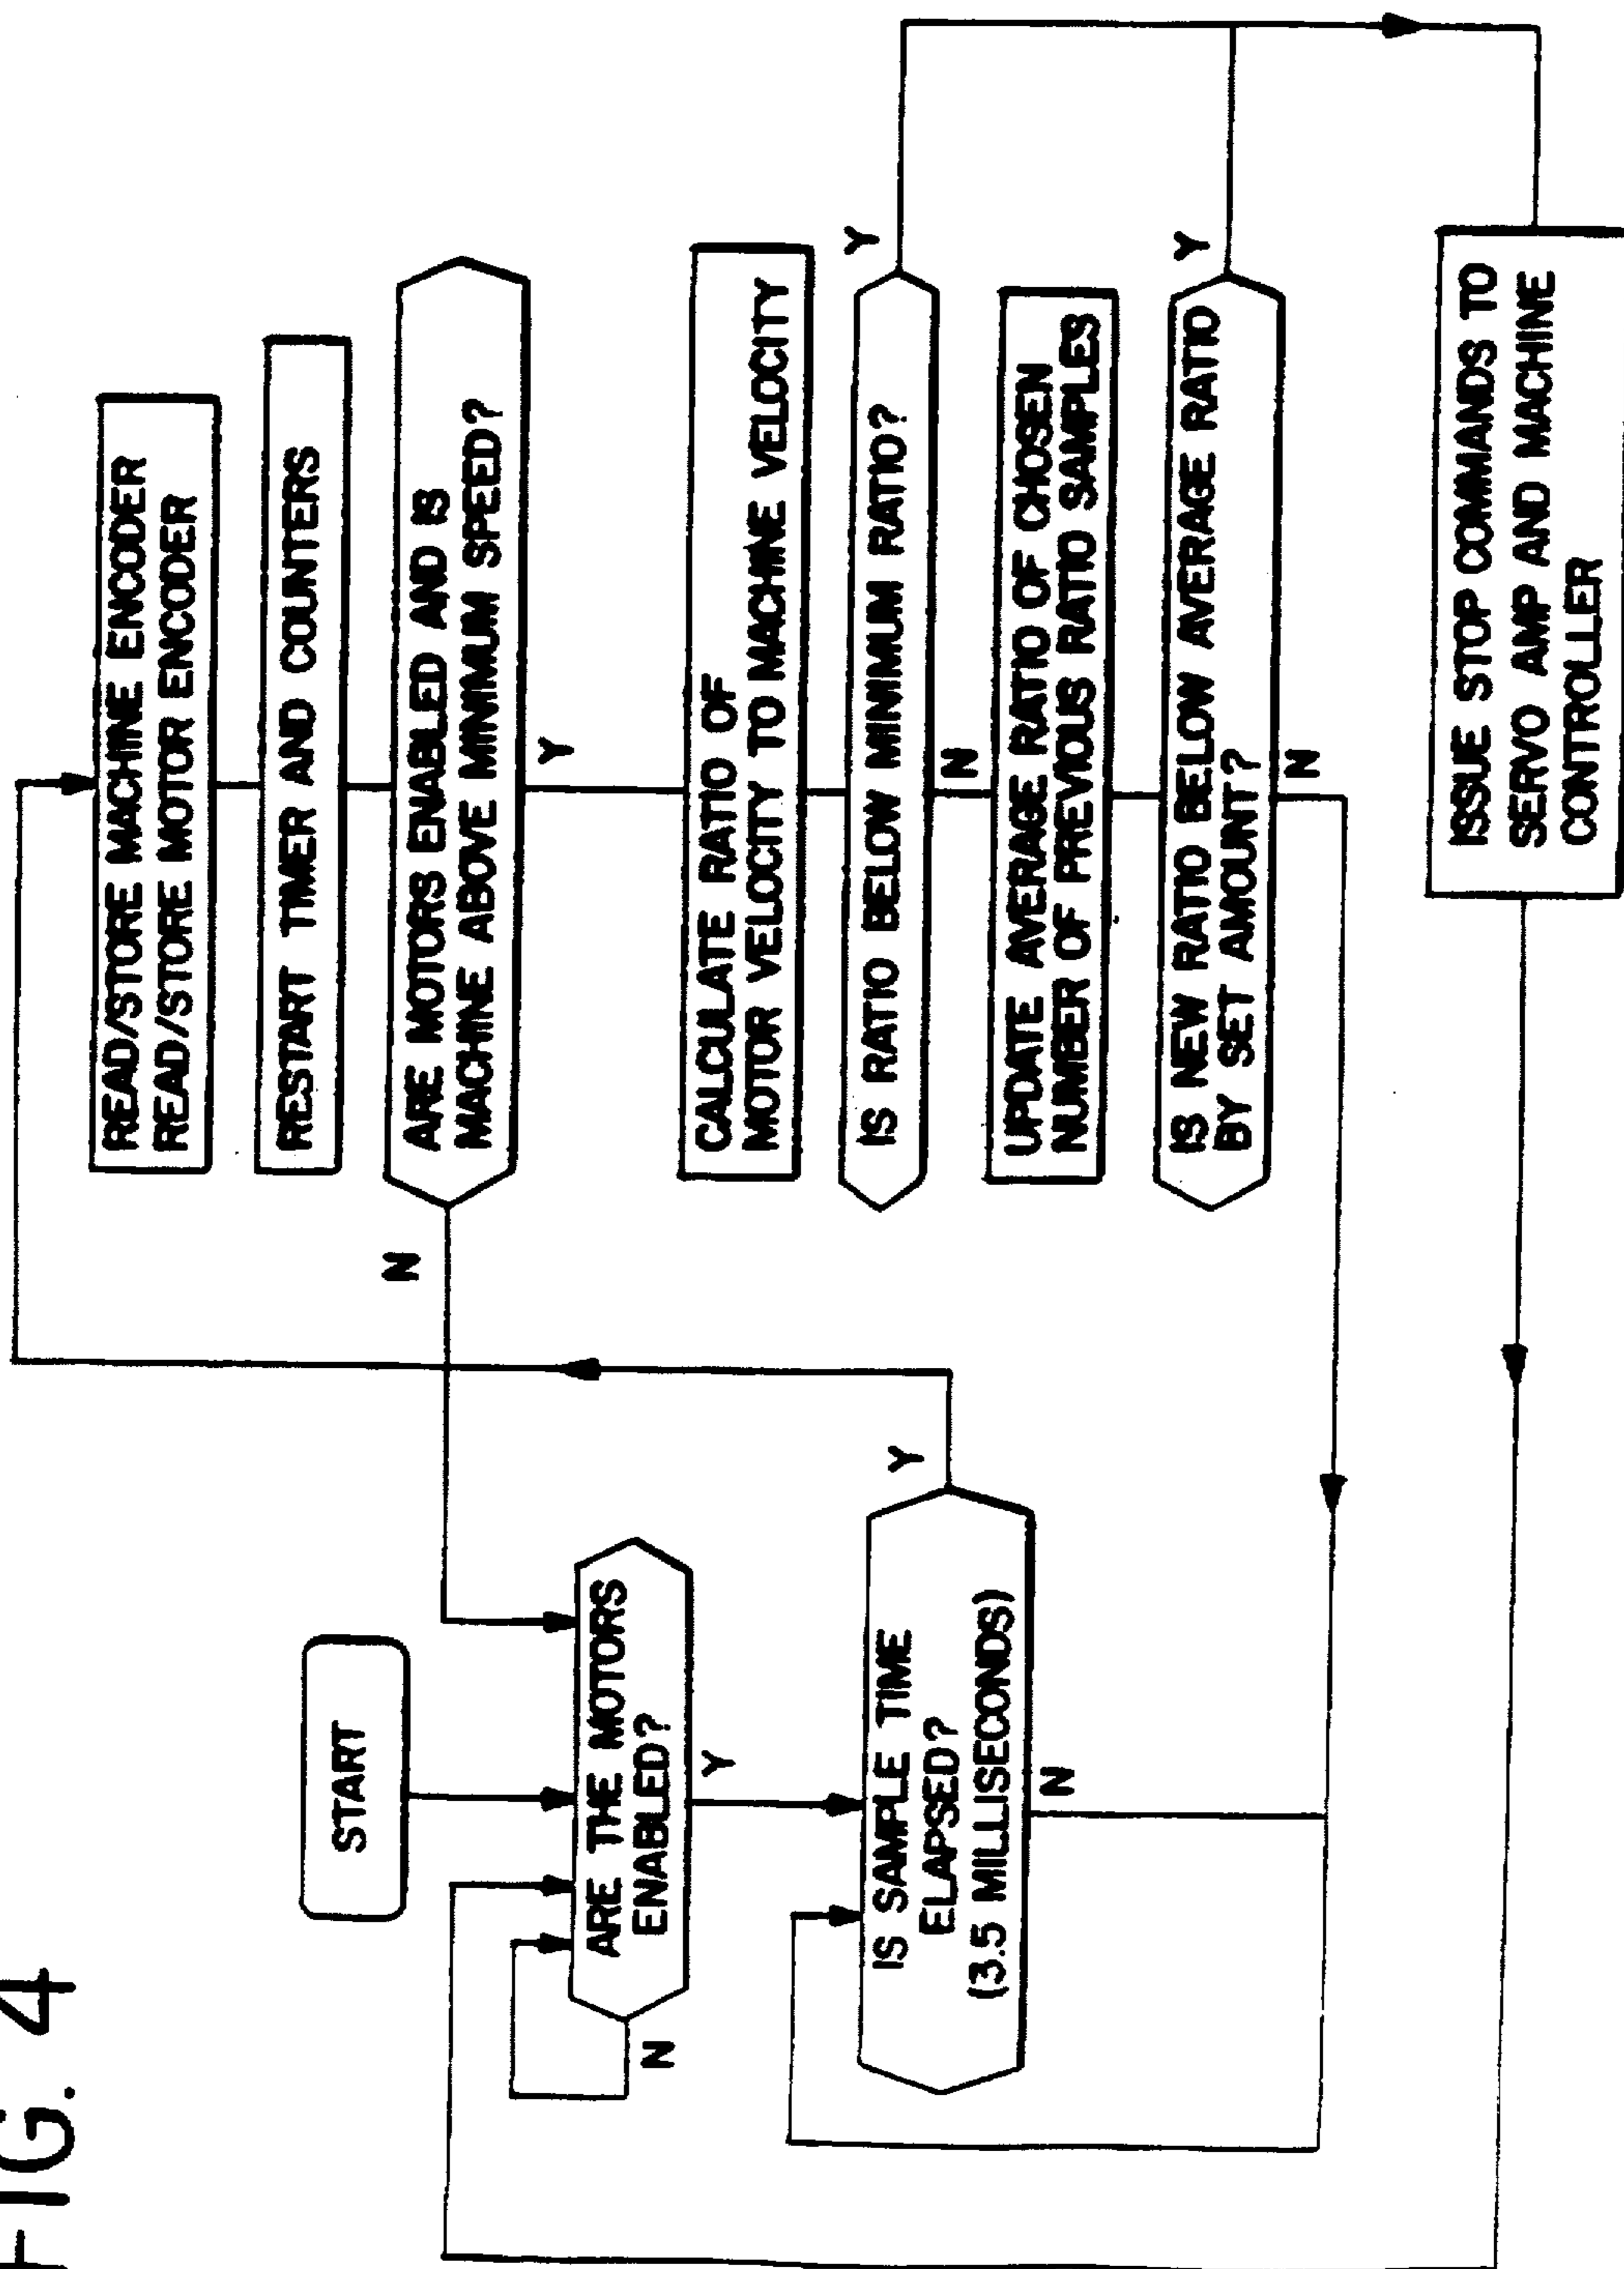 FIG. 4
START
ARE THE MOTORS
ENABLED?
N
Y
IS SAMPLE TIME
ELAPSED?
(3.5 MILLISECONDS)
Y
N
READ/STORE MACHINE ENCODER
READ/STORE MOTOR ENCODER
RESTART TIMER AND COUNTERS
ARE MOTORS ENABLED AND IS
MACHINE ABOVE MINIMUM SPEED?
N
Y
CALCULATE RATIO OF
MOTOR VELOCITY TO MACHINE VELOCITY
IS RATIO BELOW MINIMUM RATIO?
Y
N
UPDATE AVERAGE RATIO OF CHOSEN
NUMBER OF PREVIOUS RATIO SAMPLES
IS NEW RATIO BELOW AVERAGE RATIO
BY SET AMOUNT?
Y
N
ISSUE STOP COMMANDS TO
SERVO AMP AND MACHINE
CONTROLLER